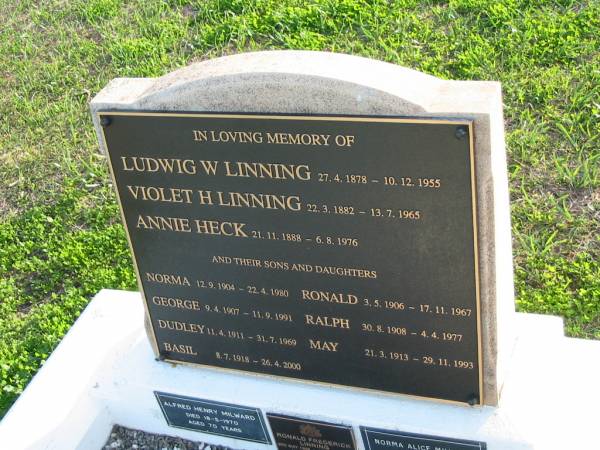 IN LOVING MEMORY OF
LUDWIG W LINNING 27. 4. 1878 – 10. 12. 1955
VIOLET H LINNING 22. 3. 1882 – 13. 7. 1965
ANNIE HECK 21. 11. 1888 – 6. 8. 1976
AND THEIR SONS AND DAUGHTERS
NORMA 12. 9. 1904 – 22. 4. 1980 RONALD 3. 5. 1906 – 17. 11. 1967
GEORGE 9. 4. 1907 – 11. 9. 1991 RALPH 30. 8. 1908 – 4. 4. 1977
DUDLEY 11. 4. 1911 – 31. 7. 1969 MAY 21. 3. 1913 – 29. 11. 1993
BASIL 8. 7. 1918 – 26. 4. 2000
ALFRED HENRY MILWARD
DIED 18-5-1970
AGED 70 YEARS
RONALD FREDERICK
LINNING
NORMA ALICE